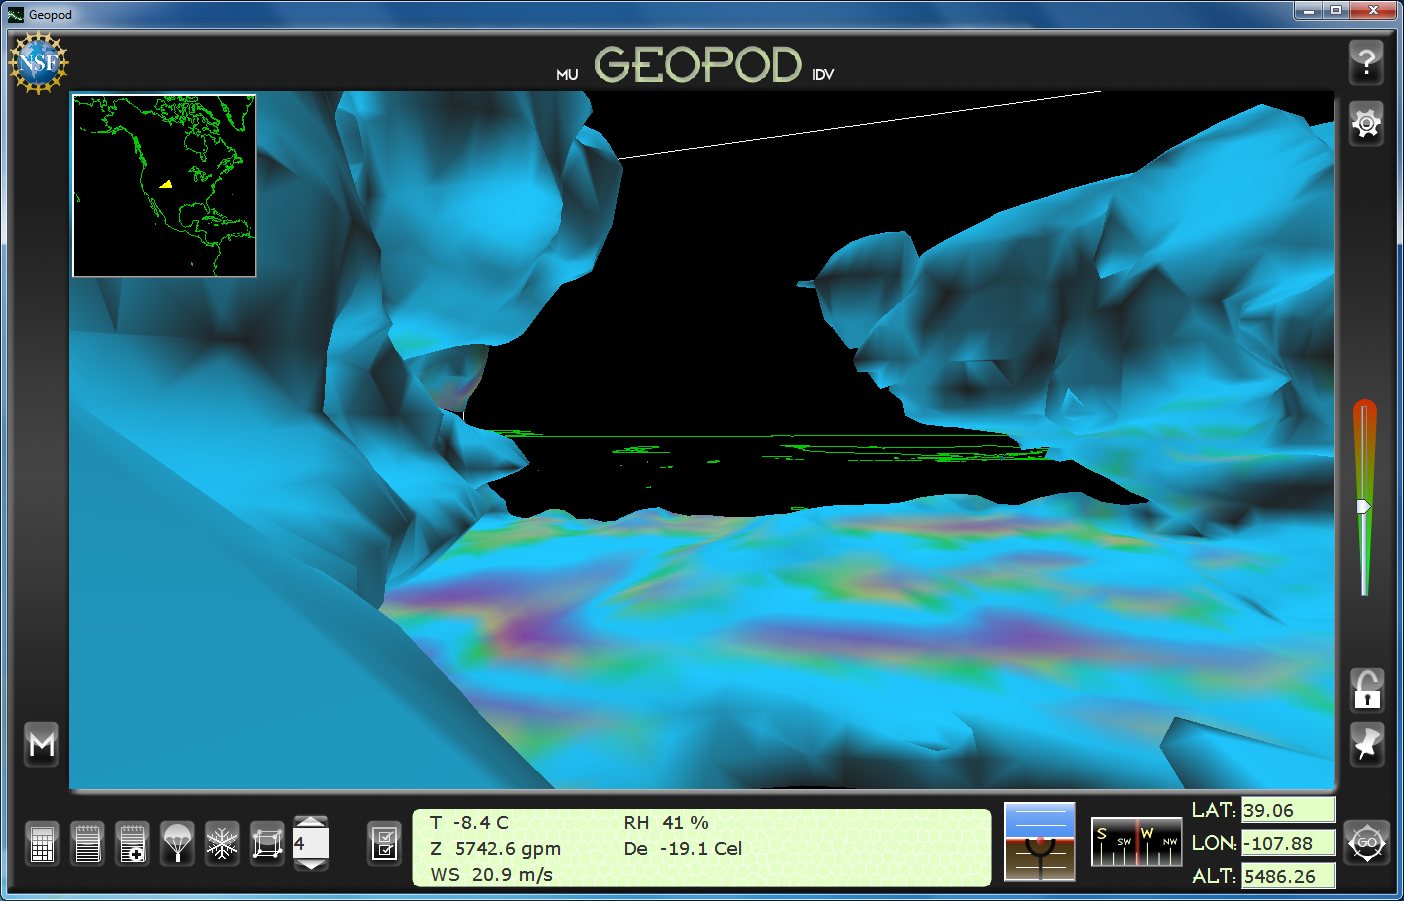 Geopod
NSF
MU GEOPOD IDV
?
M
4
T -8.4 C RH 41 %
Z 5742.6 gpm De -19.1 Cel
WS 20.9 m/s
S SW W NW
LAT: 39.06
LON: -107.88
ALT: 5486.26
GO